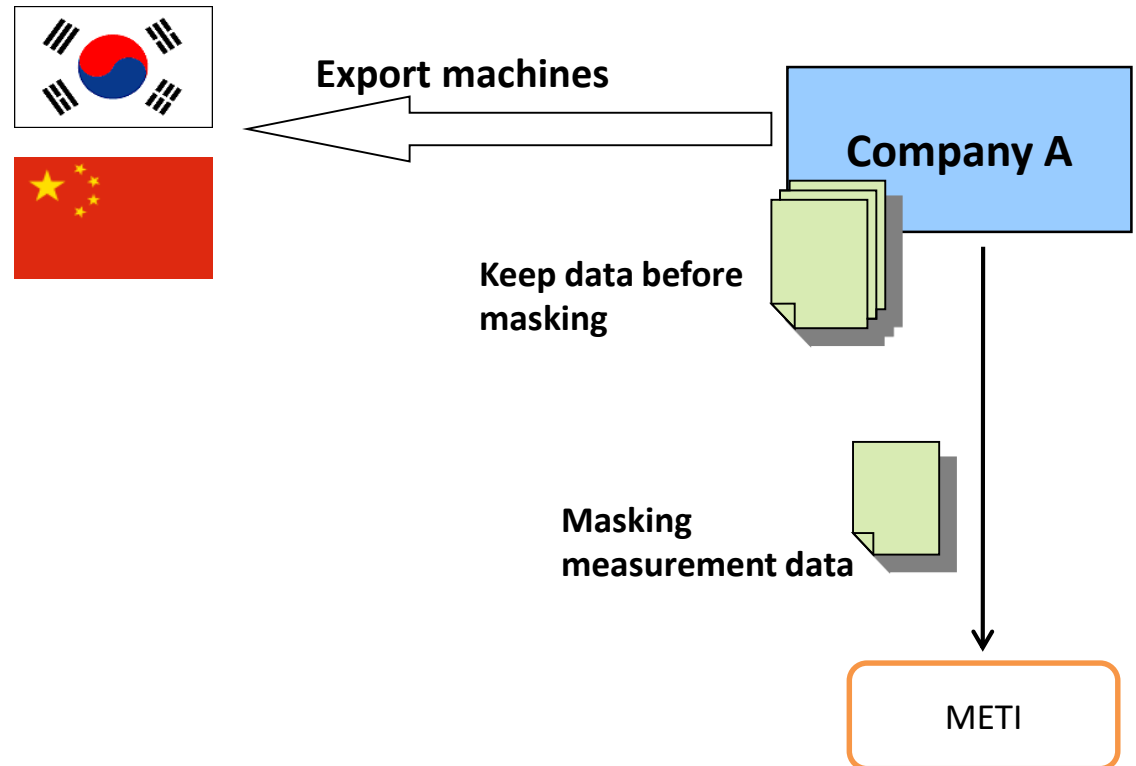 Export machines
Company A
Keep data before
masking
Masking
measurement data
METI